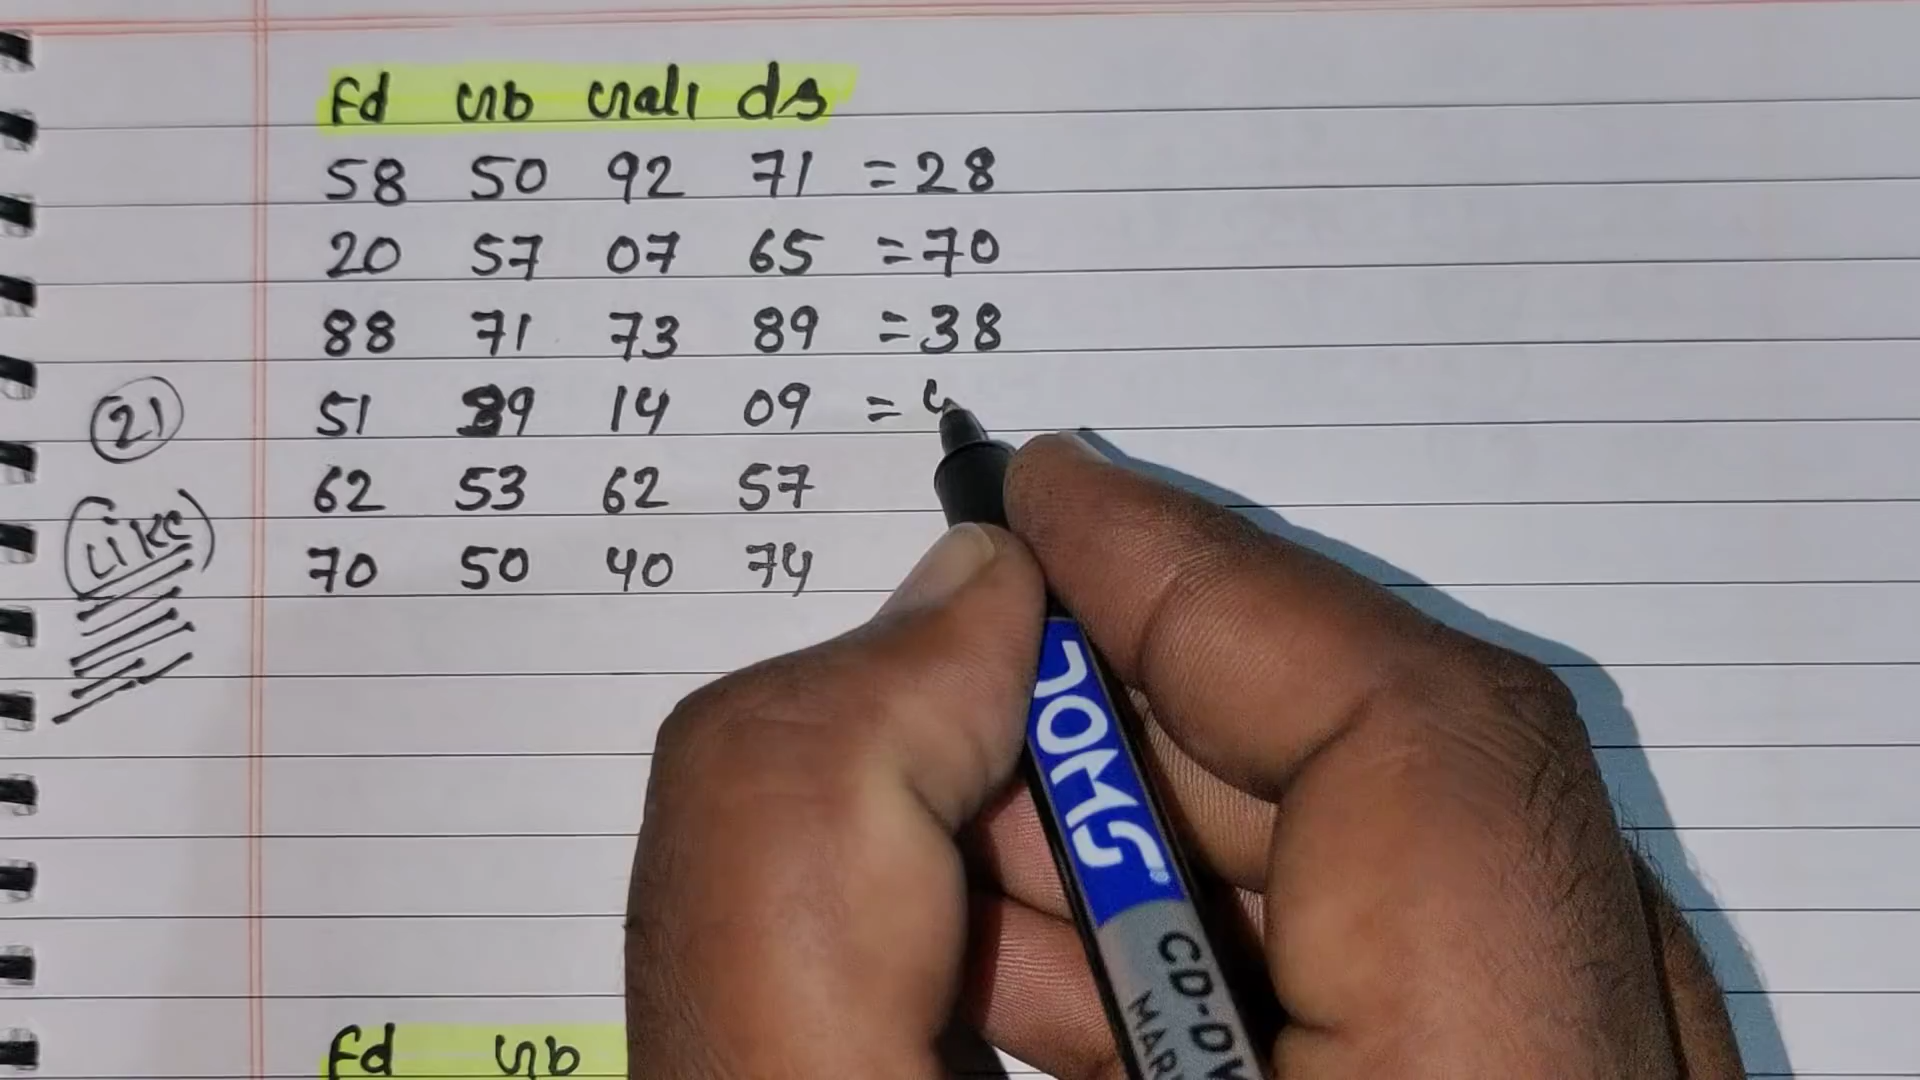 Fd GB Gali ds
58 50 92 71 = 28
20 57 07 65 = 70
88 71 73 89 = 38
51 39 14 09 = 4
62 53 62 57
70 50 40 74
21
Like
DOMS
CD-DV
MAR
Fd GB